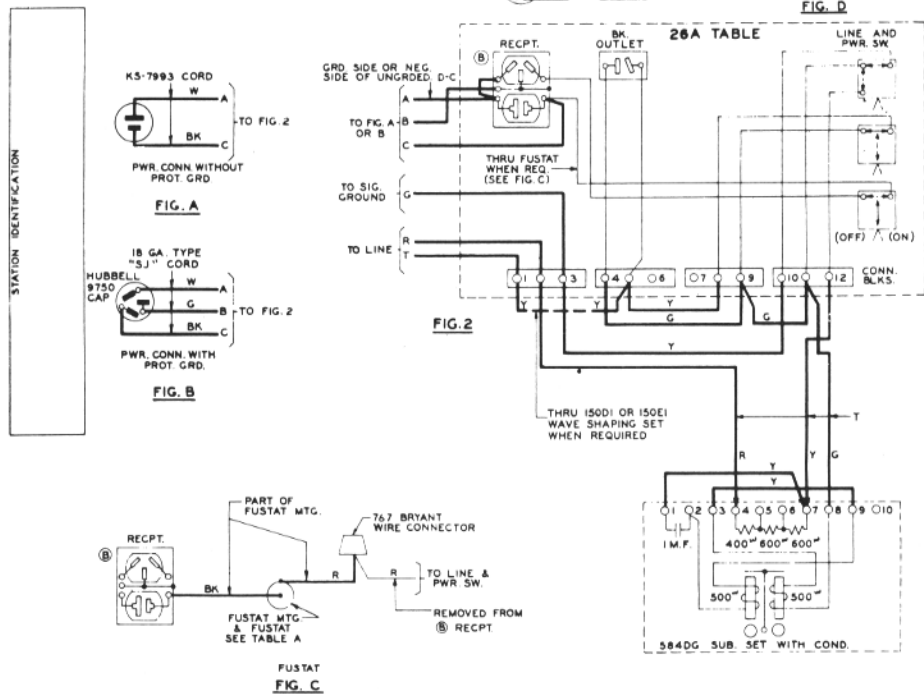 FIG. D
STATION IDENTIFICATION
KS-7993 CORD
W
A
TO FIG. 2
BK
C
PWR. CONN. WITHOUT
PROT. GRD.
FIG. A
18 GA. TYPE
"SJ" CORD
HUBBELL
9750
CAP
W
A
G
B
TO FIG. 2
BK
C
PWR. CONN. WITH
PROT. GRD.
FIG. B
26A TABLE
RECPT.
B
BK.
OUTLET
LINE AND
PWR. SW.
GRD. SIDE OR NEG.
SIDE OF UNGRDED D-C
A
TO FIG. A
OR B
B
C
THRU FUSTAT
WHEN REQ.
(SEE FIG. C)
TO SIG.
GROUND
G
TO LINE
R
T
(OFF)
(ON)
1
3
4
6
7
9
10
12
CONN.
BLKS.
FIG. 2
Y
Y
Y
G
G
Y
THRU 150D1 OR 150E1
WAVE SHAPING SET
WHEN REQUIRED
T
R
Y
G
Y
Y
1
2
3
4
5
6
7
8
9
10
1 M.F.
400ω
600ω
600ω
500ω
500ω
584DG SUB. SET WITH COND.
PART OF
FUSTAT MTG.
767 BRYANT
WIRE CONNECTOR
RECPT.
B
BK
R
R
TO LINE &
PWR. SW.
FUSTAT MTG.
& FUSTAT
SEE TABLE A
REMOVED FROM
B RECPT.
FUSTAT
FIG. C